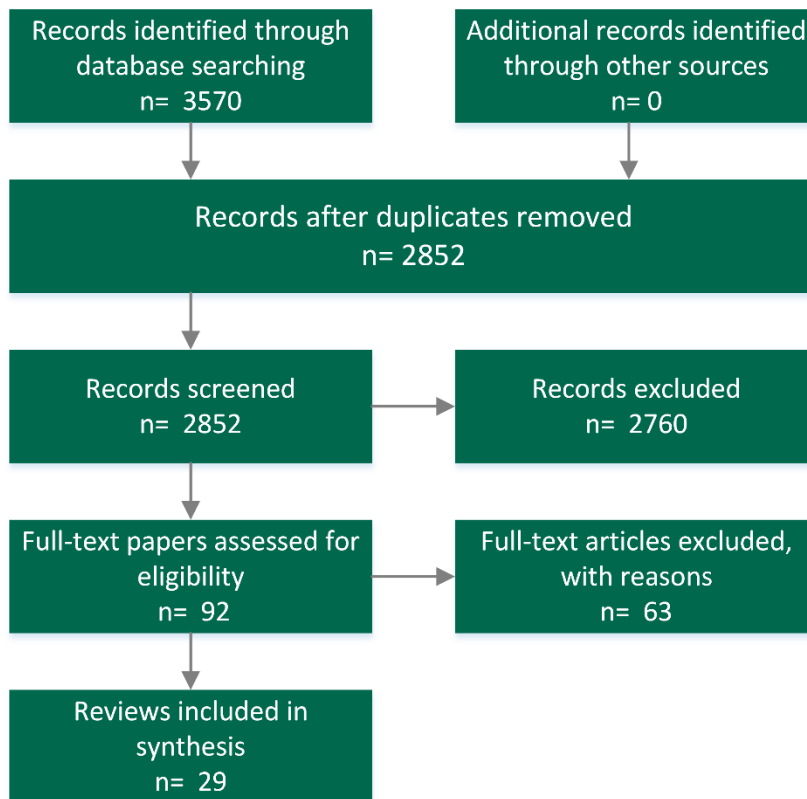 Records identified through
database searching
n= 3570
Additional records identified
through other sources
n= 0
Records after duplicates removed
n= 2852
Records screened
n= 2852
Records excluded
n= 2760
Full-text papers assessed for
eligibility
n= 92
Full-text articles excluded,
with reasons
n= 63
Reviews included in
synthesis
n= 29